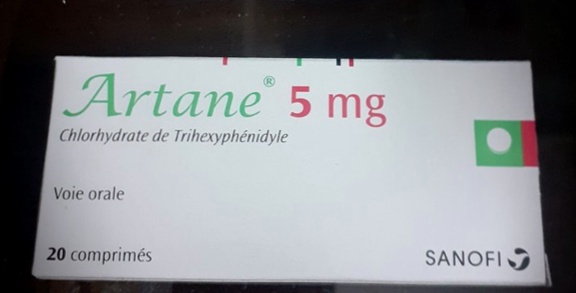 Artane® 5 mg
Chlorhydrate de Trihexyphénidyle
Voie orale
20 comprimés
SANOFI